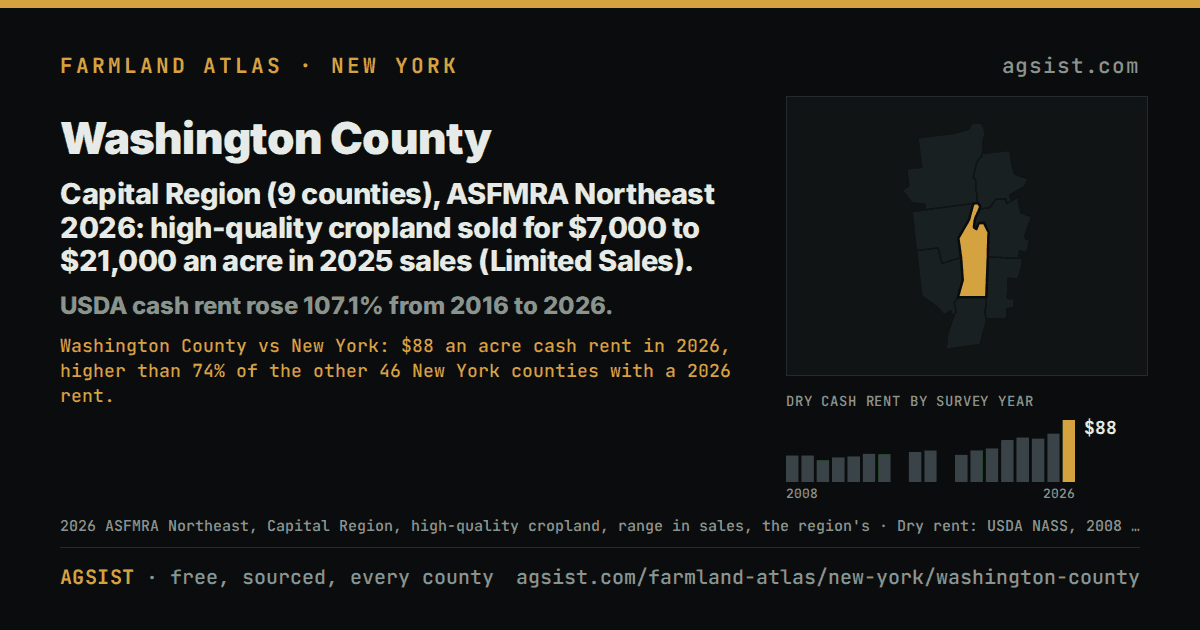 FARMLAND ATLAS · NEW YORK
agsist.com
Washington County
Capital Region (9 counties), ASFMRA Northeast
2026: high-quality cropland sold for $7,000 to
$21,000 an acre in 2025 sales (Limited Sales).
USDA cash rent rose 107.1% from 2016 to 2026.
Washington County vs New York: $88 an acre cash rent in 2026,
higher than 74% of the other 46 New York counties with a 2026
rent.
DRY CASH RENT BY SURVEY YEAR
$88
2008 2026
2026 ASFMRA Northeast, Capital Region, high-quality cropland, range in sales, the region's · Dry rent: USDA NASS, 2008 …
AGSIST · free, sourced, every county agsist.com/farmland-atlas/new-york/washington-county